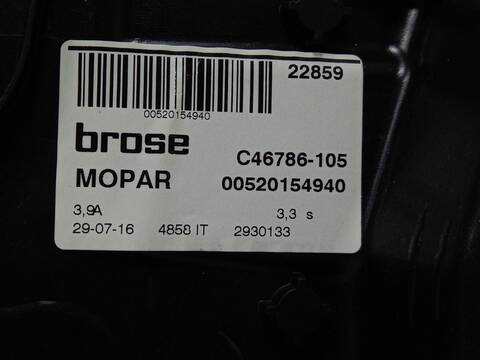 22859
00520154940
brose
C46786-105
MOPAR 00520154940
3,9A 3,3 s
29-07-16 4858 IT 2930133